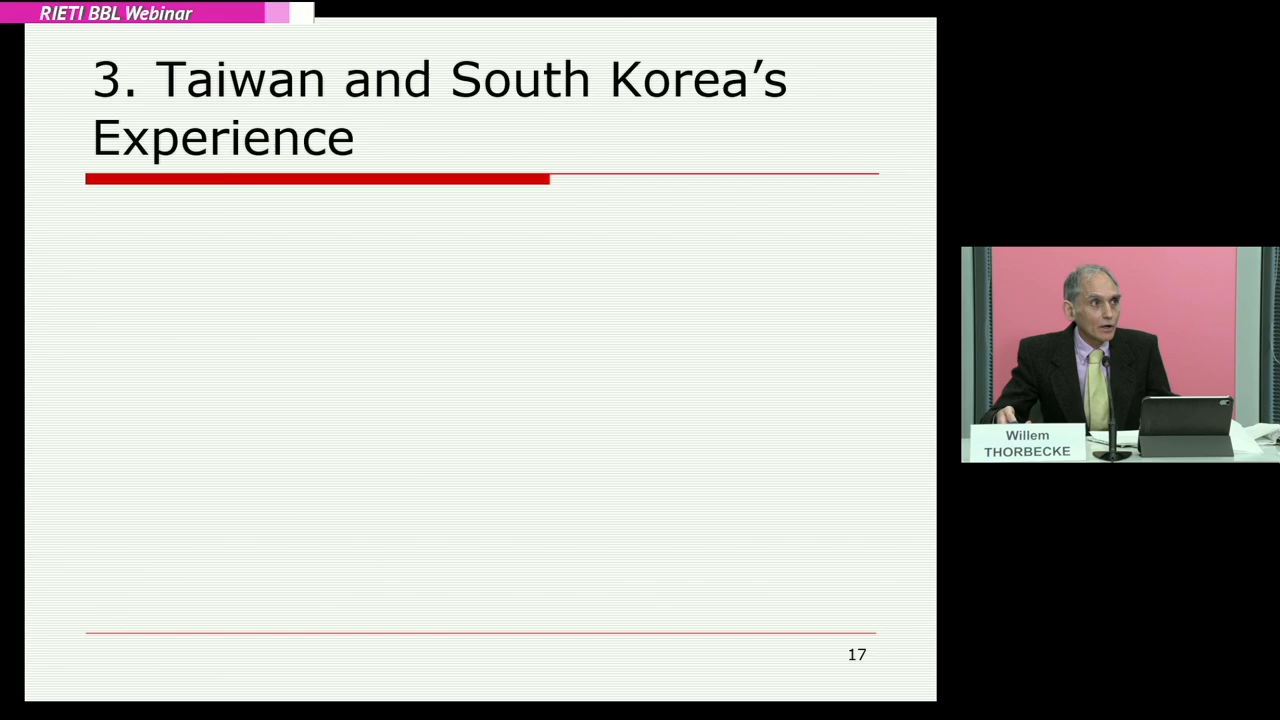 RIETI BBL Webinar
3. Taiwan and South Korea’s
Experience
Willem
THORBECKE
17